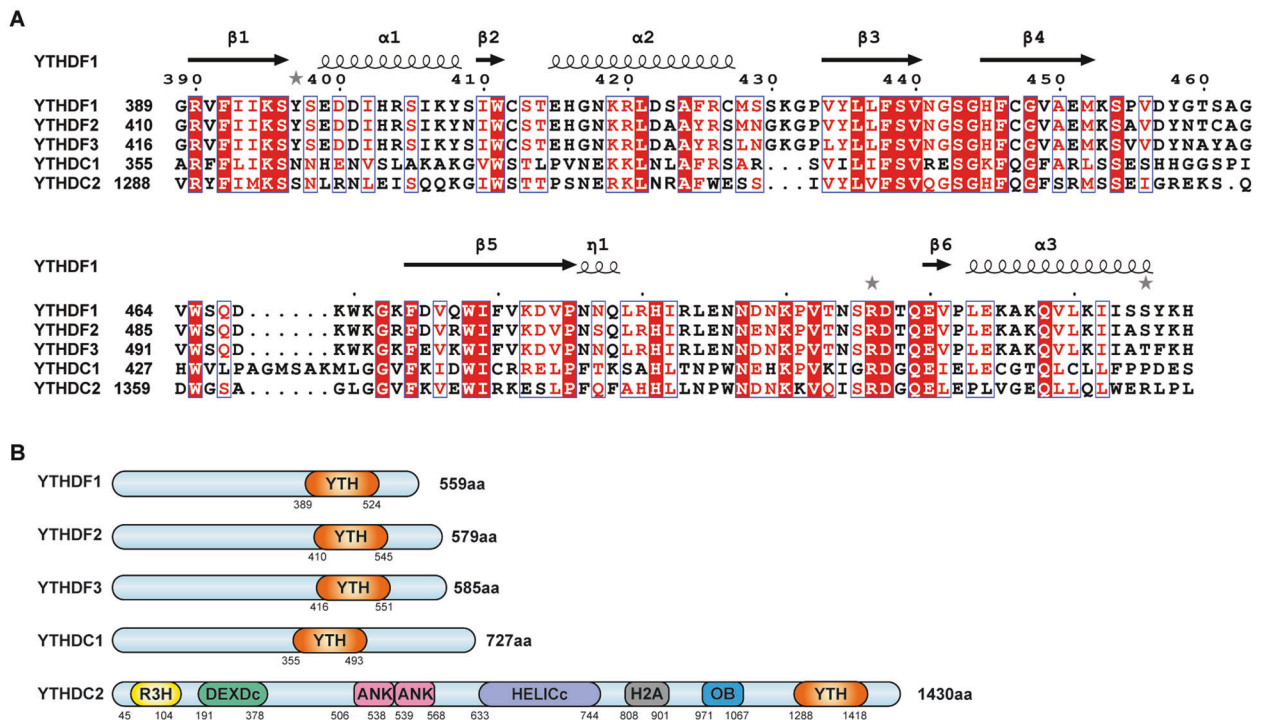 A
β1 α1 β2 α2 β3 β4
YTHDF1
390 400 410 420 430 440 450 460
YTHDF1 389 GRVFIIKSYSEDDIHRSIKYSIWCSTEHGNKRLDSAFRCMSSKGPVYLLFSVNGSGHFCGVAEMKSPVDYGTSAG
YTHDF2 410 GRVFIIKSYSEDDIHRSIKYNIWCSTEHGNKRLDAAYRSMNGKGPVYLLFSVNGSGHFCGVAEMKSAVDYNTCAG
YTHDF3 416 GRVFIIKSYSEDDIHRSIKYSIWCSTEHGNKRLDAAYRSLNGKGPVYLLFSVNGSGHFCGVAEMKSVVDYNAYAG
YTHDC1 355 ARFFLIKSNNHENVSLAKAKGVWSTLPVNEKKLNLAFRSAR...SVILIFSVRESGKFQGFARLSSESHHGGSPI
YTHDC2 1288 VRYFIMKSSNLRNLEISQQKGIWSTTPSNERKLNRAFWESS...IVYLVFSVQGSGHFQGFSRMSSEIGREKS.Q
β5 η1 β6 α3
YTHDF1
YTHDF1 464 VWSQD......KWKGKFDVQWIFVKDVPNNQLRHIRLENNDNKPVTNSRDTQEVPLEKAKQVLKIISSYKH
YTHDF2 485 VWSQD......KWKGRFDVRWIFVKDVPNSQLRHIRLENNENKPVTNSRDTQEVPLEKAKQVLKIIASYKH
YTHDF3 491 VWSQD......KWKGKFEVKWIFVKDVPNNQLRHIRLENNDNKPVTNSRDTQEVPLEKAKQVLKIIATFKH
YTHDC1 427 HWVLPAGMSAKMLGGVFKIDWICRRELPFTKSAHLTNPWNEHKPVKIGRDGQEIELECGTQLCLLFPPDES
YTHDC2 1359 DWGSA......GLGGVFKVEWIRKESLPFQFAHHLLNPWNDNKKVQISRDGQELEPLVGEQLLQLWERLPL
B
YTHDF1 YTH 559aa
389 524
YTHDF2 YTH 579aa
410 545
YTHDF3 YTH 585aa
416 551
YTHDC1 YTH 727aa
355 493
YTHDC2 R3H DEXDc ANK ANK HELICc H2A OB YTH 1430aa
45 104 191 378 506 538 539 568 633 744 808 901 971 1067 1288 1418